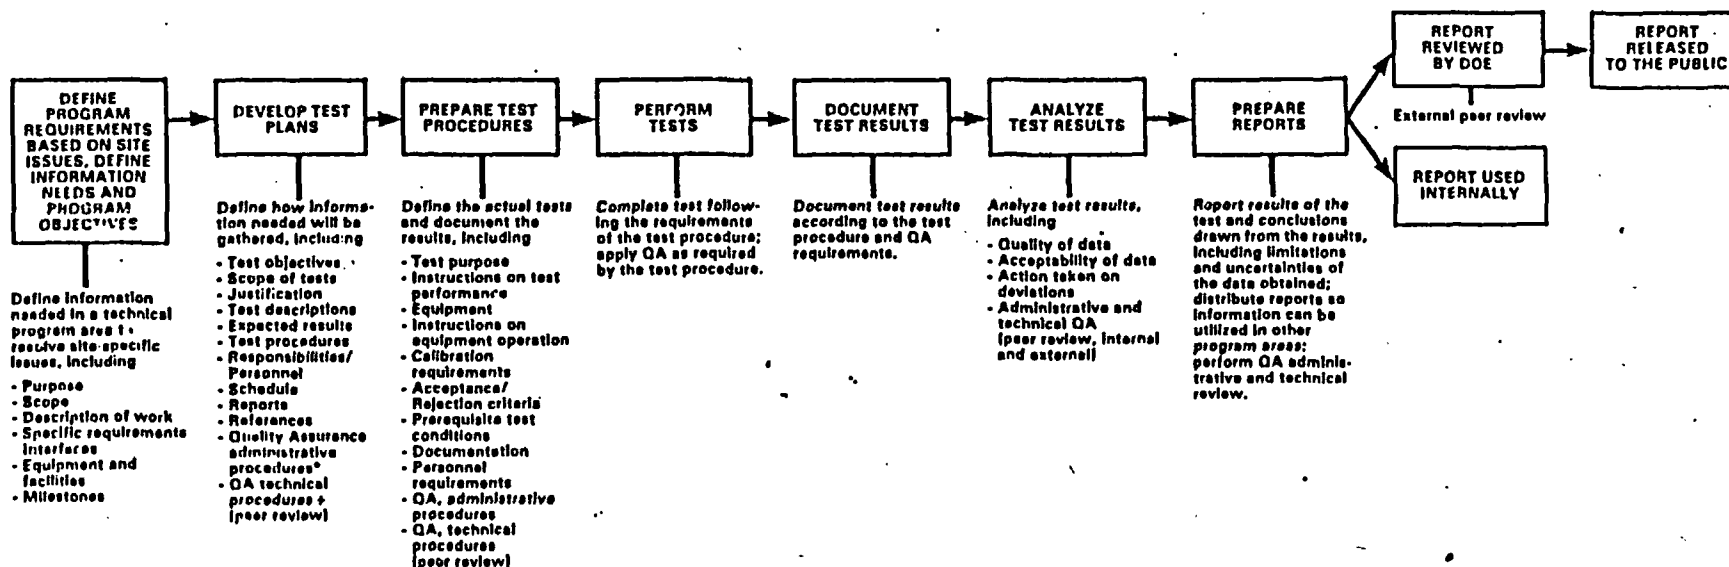 DEFINE
PROGRAM
REQUIREMENTS
BASED ON SITE
ISSUES, DEFINE
INFORMATION
NEEDS AND
PROGRAM
OBJECTIVES
Define information
needed in a technical
program area to
resolve site-specific
issues, including
- Purpose
- Scope
- Description of work
- Specific requirements
interfaces
- Equipment and
facilities
- Milestones
DEVELOP TEST
PLANS
Define how informa-
tion needed will be
gathered, including
- Test objectives
- Scope of tests
- Justification
- Test descriptions
- Expected results
- Test procedures
- Responsibilities/
Personnel
- Schedule
- Reports
- References
- Quality Assurance
administrative
procedures*
- QA technical
procedures +
(peer review)
PREPARE TEST
PROCEDURES
Define the actual tests
and document the
results, including
- Test purpose
- Instructions on test
performance
- Equipment
- Instructions on
equipment operation
- Calibration
requirements
- Acceptance/
Rejection criteria
- Prerequisite test
conditions
- Documentation
- Personnel
requirements
- QA, administrative
procedures
- QA, technical
procedures
(peer review)
PERFORM
TESTS
Complete test follow-
ing the requirements
of the test procedure;
apply QA as required
by the test procedure.
DOCUMENT
TEST RESULTS
Document test results
according to the test
procedure and QA
requirements.
ANALYZE
TEST RESULTS
Analyze test results,
including
- Quality of data
- Acceptability of data
- Action taken on
deviations
- Administrative and
technical QA
(peer review, internal
and external)
PREPARE
REPORTS
Report results of the
test and conclusions
drawn from the results,
including limitations
and uncertainties of
the data obtained;
distribute reports so
information can be
utilized in other
program areas;
perform QA adminis-
trative and technical
review.
REPORT
REVIEWED
BY DOE
External peer review
REPORT USED
INTERNALLY
REPORT
RELEASED
TO THE PUBLIC